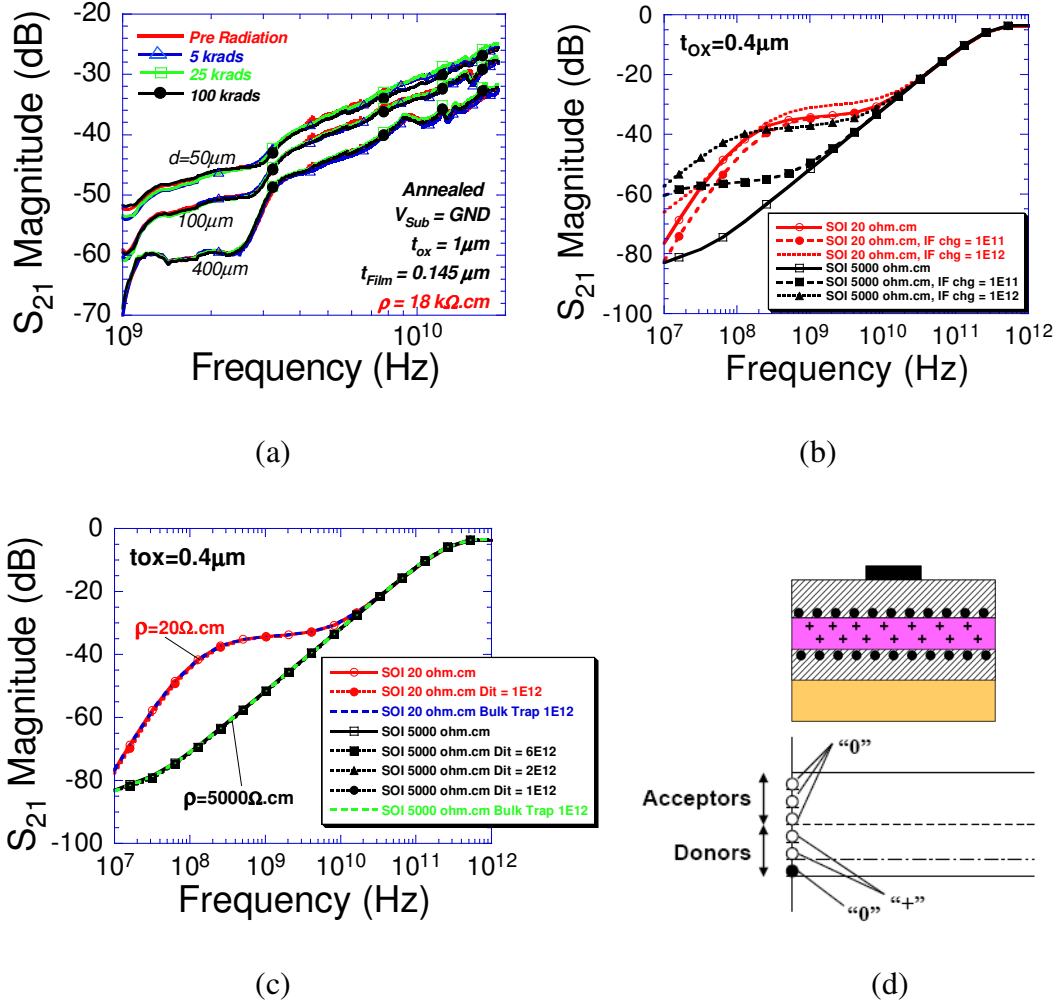 S21 Magnitude (dB)
-20
-30
-40
-50
-60
-70
Pre Radiation
5 krads
25 krads
100 krads
d=50μm
100μm
400μm
Annealed
VSub = GND
tox = 1μm
tFilm = 0.145 μm
ρ = 18 kΩ.cm
10^9
10^10
Frequency (Hz)
(a)
S21 Magnitude (dB)
0
-20
-40
-60
-80
-100
tOX=0.4μm
SOI 20 ohm.cm
SOI 20 ohm.cm, IF chg = 1E11
SOI 20 ohm.cm, IF chg = 1E12
SOI 5000 ohm.cm
SOI 5000 ohm.cm, IF chg = 1E11
SOI 5000 ohm.cm, IF chg = 1E12
10^7 10^8 10^9 10^10 10^11 10^12
Frequency (Hz)
(b)
S21 Magnitude (dB)
0
-20
-40
-60
-80
-100
tox=0.4μm
ρ=20Ω.cm
ρ=5000Ω.cm
SOI 20 ohm.cm
SOI 20 ohm.cm Dit = 1E12
SOI 20 ohm.cm Bulk Trap 1E12
SOI 5000 ohm.cm
SOI 5000 ohm.cm Dit = 6E12
SOI 5000 ohm.cm Dit = 2E12
SOI 5000 ohm.cm Dit = 1E12
SOI 5000 ohm.cm Bulk Trap 1E12
10^7 10^8 10^9 10^10 10^11 10^12
Frequency (Hz)
(c)
+ + + + + +
+ + + + + +
“0”
Acceptors
Donors
“+”
“0”
(d)